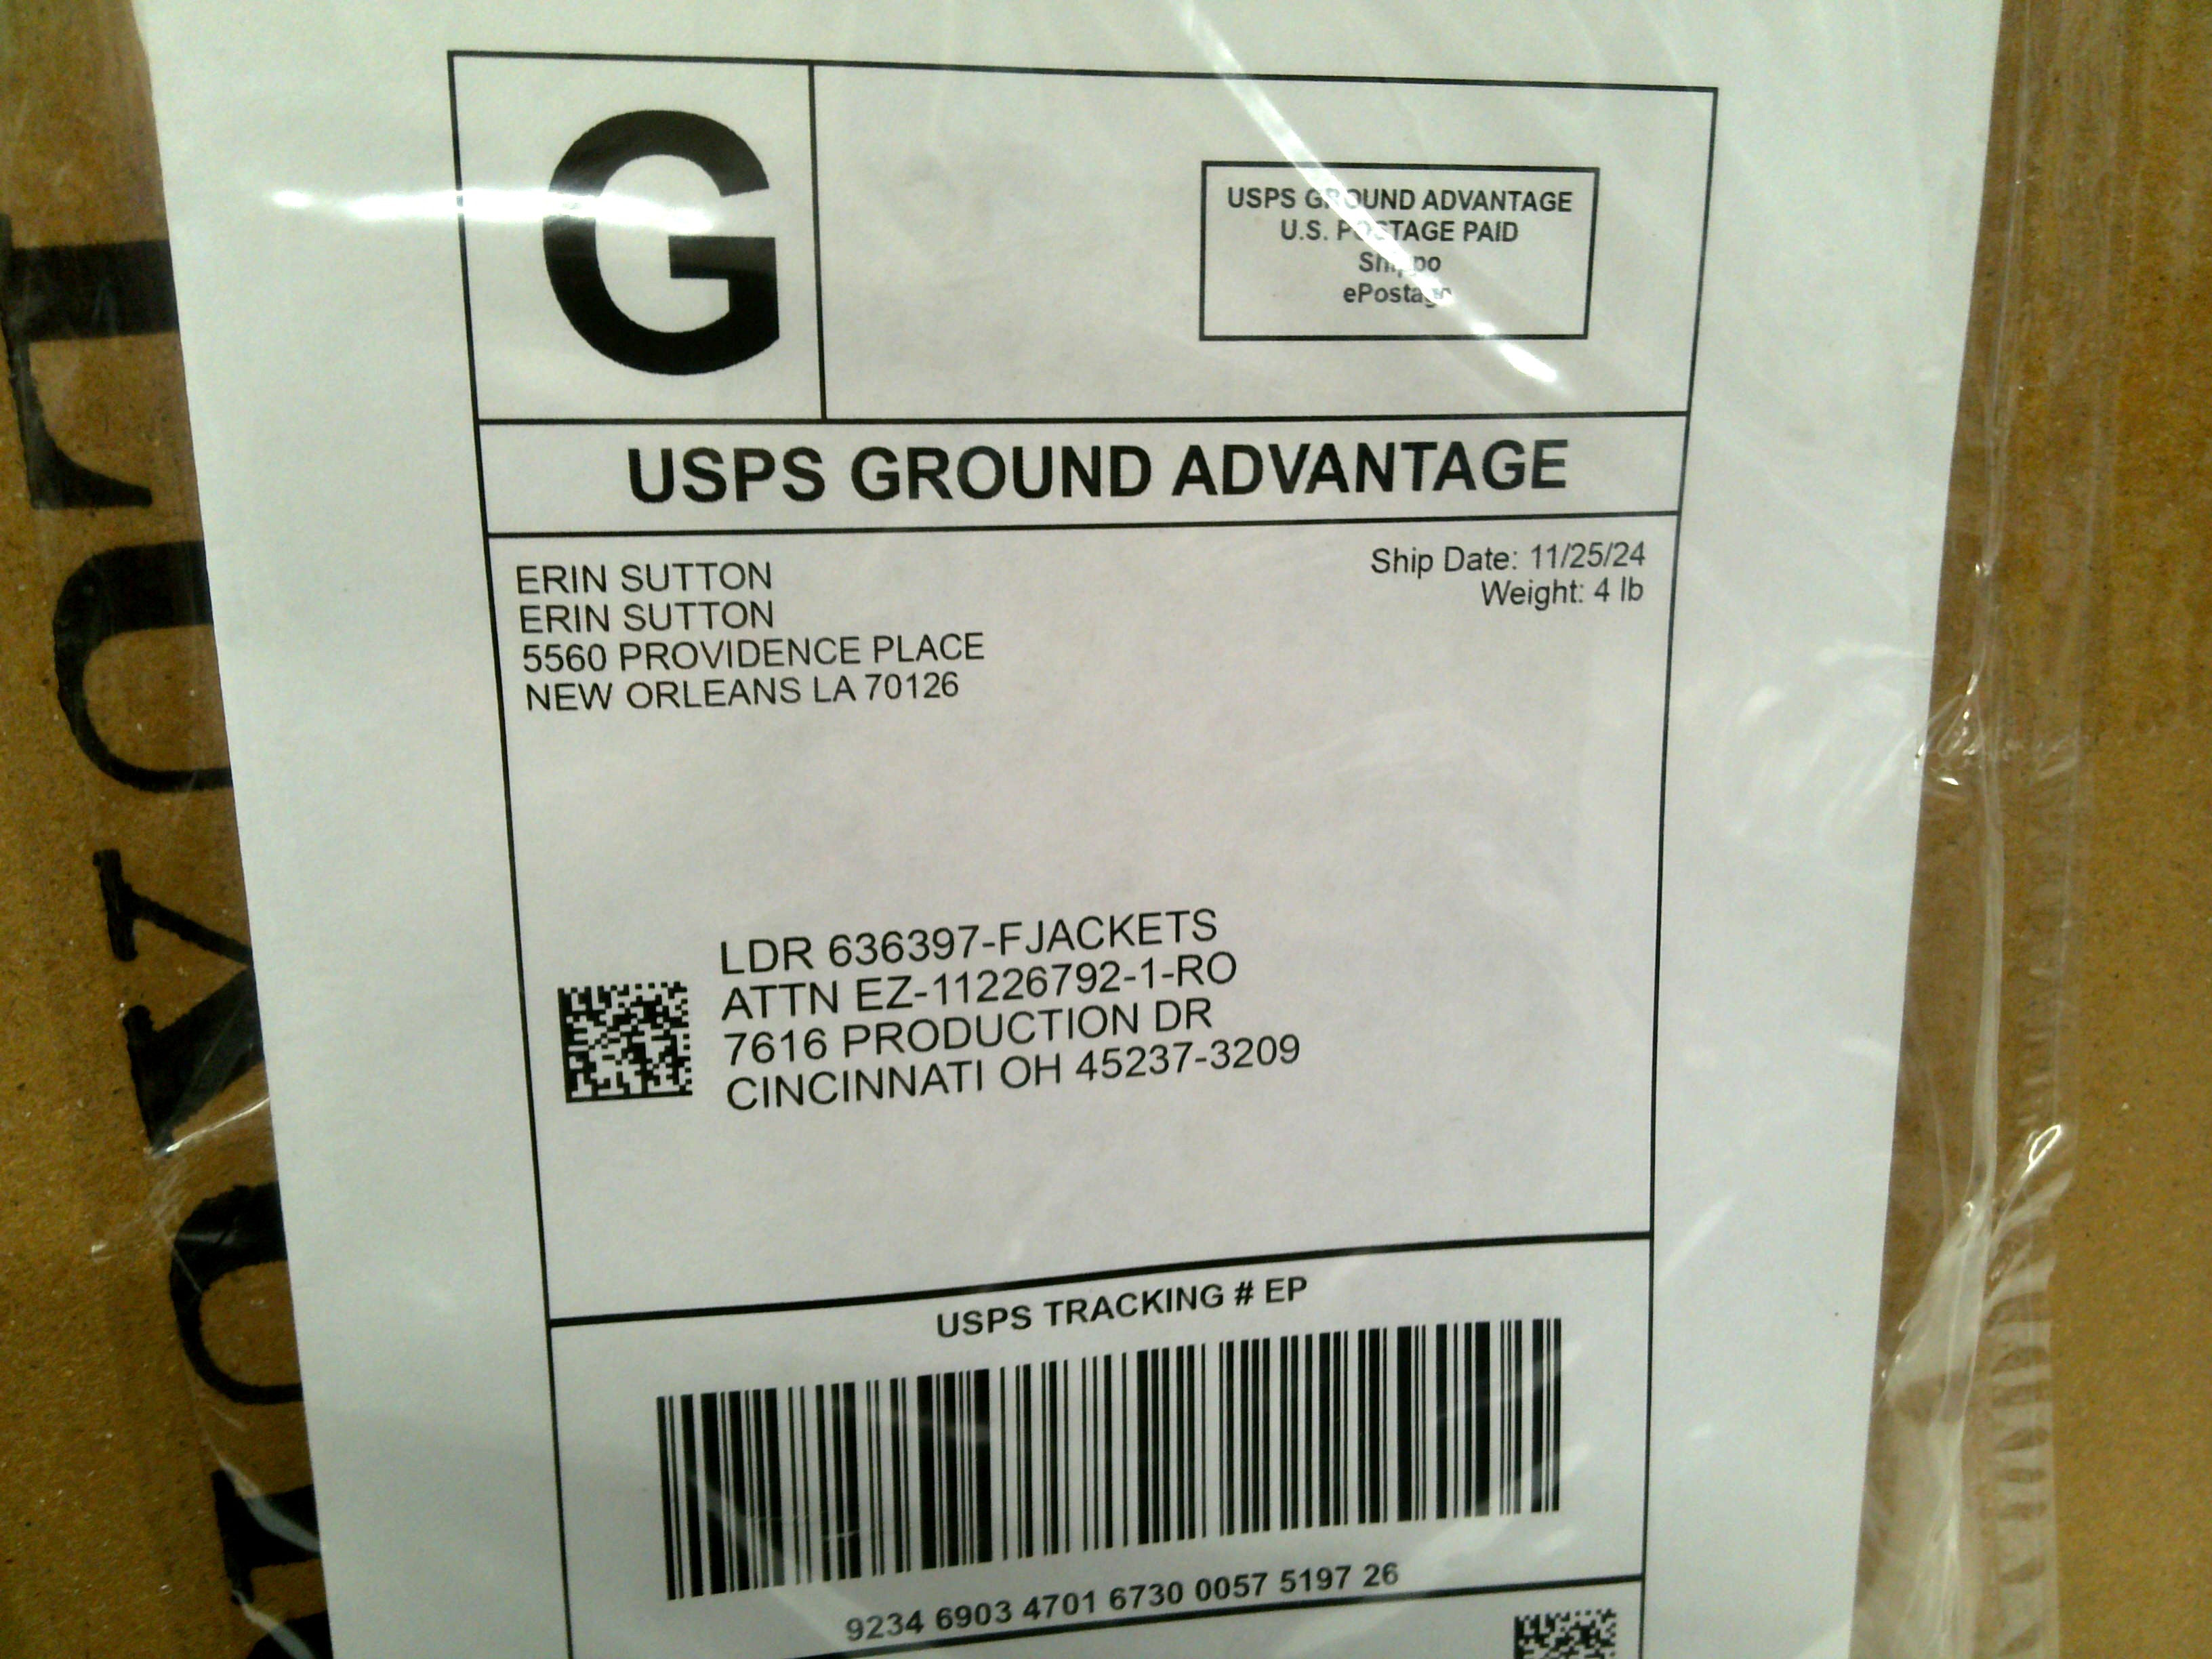 G
USPS GROUND ADVANTAGE
U.S. POSTAGE PAID
Shippo
ePostage
USPS GROUND ADVANTAGE
ERIN SUTTON
ERIN SUTTON
5560 PROVIDENCE PLACE
NEW ORLEANS LA 70126
Ship Date: 11/25/24
Weight: 4 lb
LDR 636397-FJACKETS
ATTN EZ-11226792-1-RO
7616 PRODUCTION DR
CINCINNATI OH 45237-3209
USPS TRACKING # EP
9234 6903 4701 6730 0057 5197 26